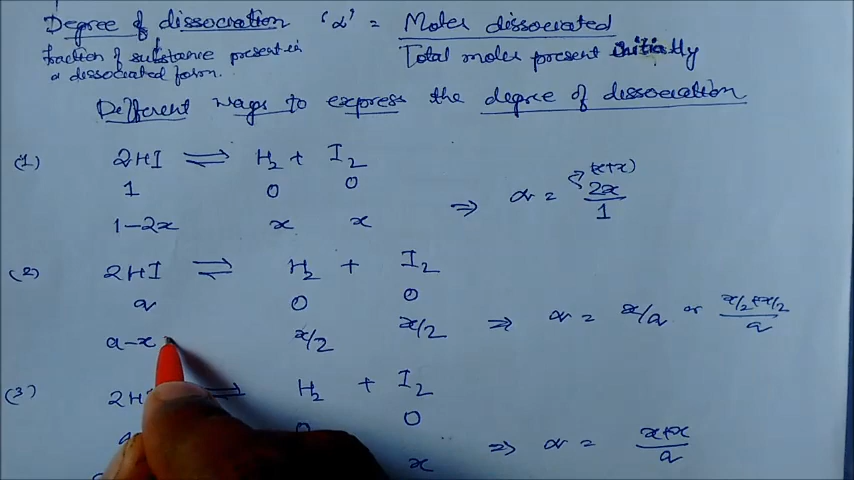 Degree of dissociation 'α' = Moles dissociated / Total moles present initially
fraction of substance present in
a dissociated form.
Different ways to express the degree of dissociation
(1) 2HI ⇌ H₂ + I₂
1 0 0
1-2x x x ⇒ α = 2x/1 (x+x)
(2) 2HI ⇌ H₂ + I₂
a 0 0
a-x x/2 x/2 ⇒ α = x/a or (x/2+x/2)/a
(3) 2HI ⇌ H₂ + I₂
a 0 0
x ⇒ α = (x+x)/a